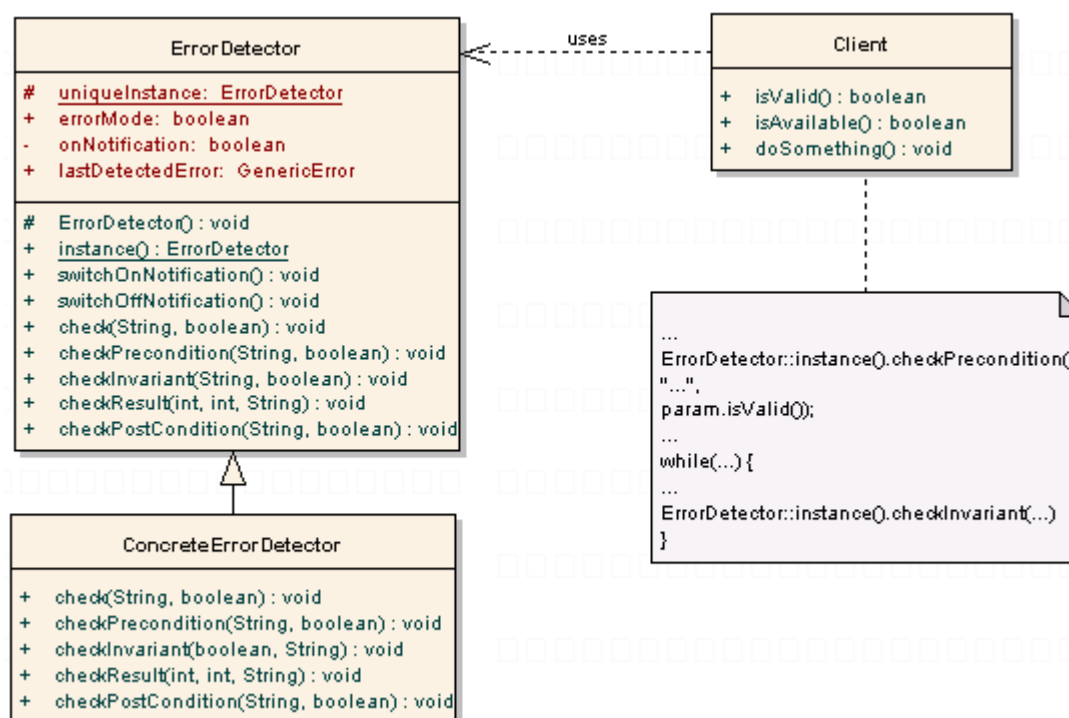 ErrorDetector
# uniqueInstance: ErrorDetector
+ errorMode: boolean
- onNotification: boolean
+ lastDetectedError: GenericError
# ErrorDetector() : void
+ instance() : ErrorDetector
+ switchOnNotification() : void
+ switchOffNotification() : void
+ check(String, boolean) : void
+ checkPrecondition(String, boolean) : void
+ checkInvariant(String, boolean) : void
+ checkResult(int, int, String) : void
+ checkPostCondition(String, boolean) : void
uses
Client
+ isValid() : boolean
+ isAvailable() : boolean
+ doSomething() : void
...
ErrorDetector::instance().checkPrecondition(
"...",
param.isValid());
...
while(...) {
...
ErrorDetector::instance().checkInvariant(...)
}
ConcreteErrorDetector
+ check(String, boolean) : void
+ checkPrecondition(String, boolean) : void
+ checkInvariant(boolean, String) : void
+ checkResult(int, int, String) : void
+ checkPostCondition(String, boolean) : void